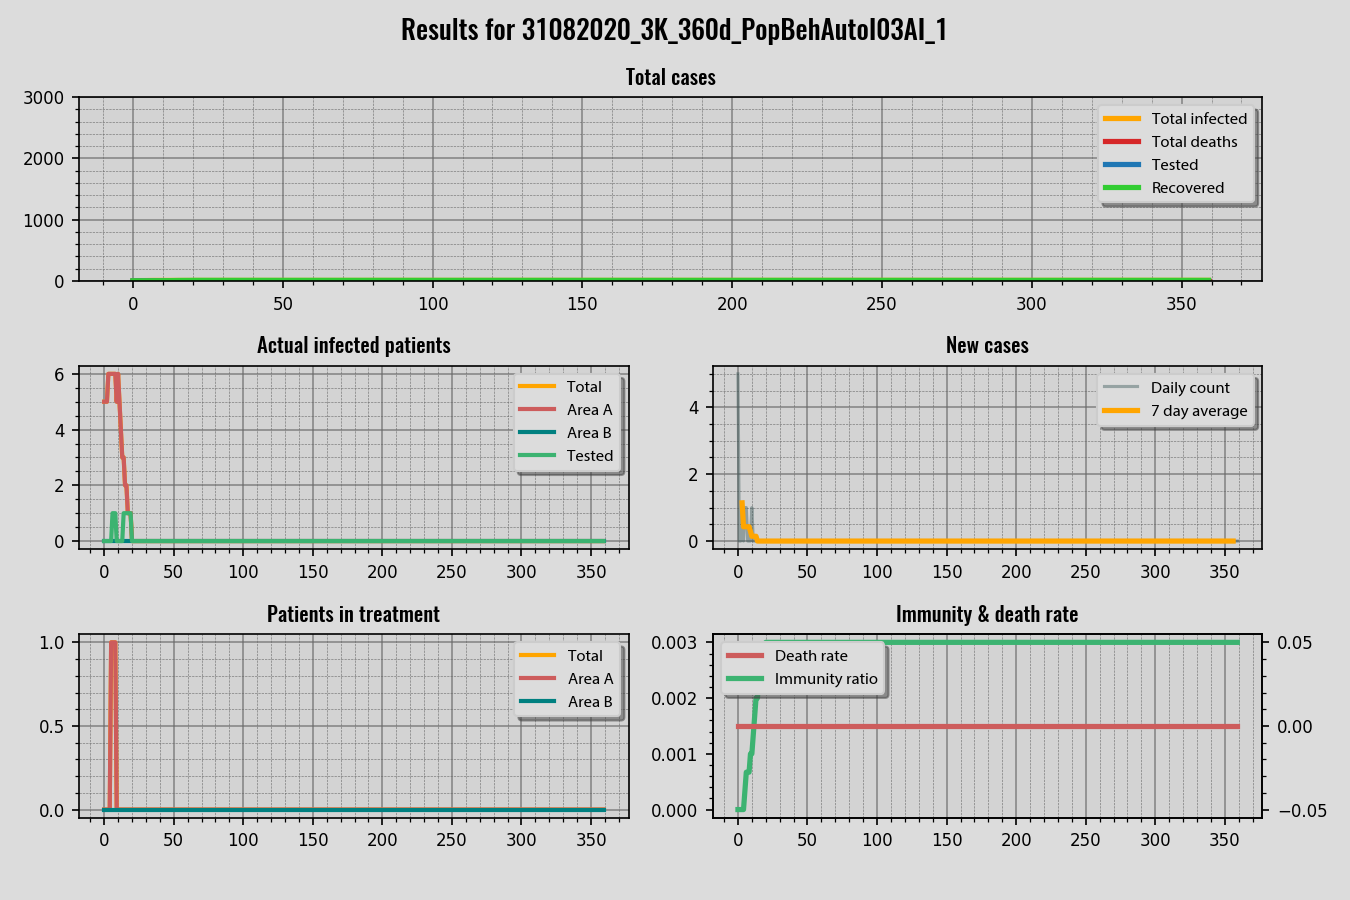 Results for 31082020_3K_360d_PopBehAutoI03AI_1
Total cases
3000
2000
1000
0
0 50 100 150 200 250 300 350
Total infected
Total deaths
Tested
Recovered
Actual infected patients
6
4
2
0
0 50 100 150 200 250 300 350
Total
Area A
Area B
Tested
New cases
4
2
0
0 50 100 150 200 250 300 350
Daily count
7 day average
Patients in treatment
1.0
0.5
0.0
0 50 100 150 200 250 300 350
Total
Area A
Area B
Immunity & death rate
0.003
0.002
0.001
0.000
0.05
0.00
−0.05
0 50 100 150 200 250 300 350
Death rate
Immunity ratio